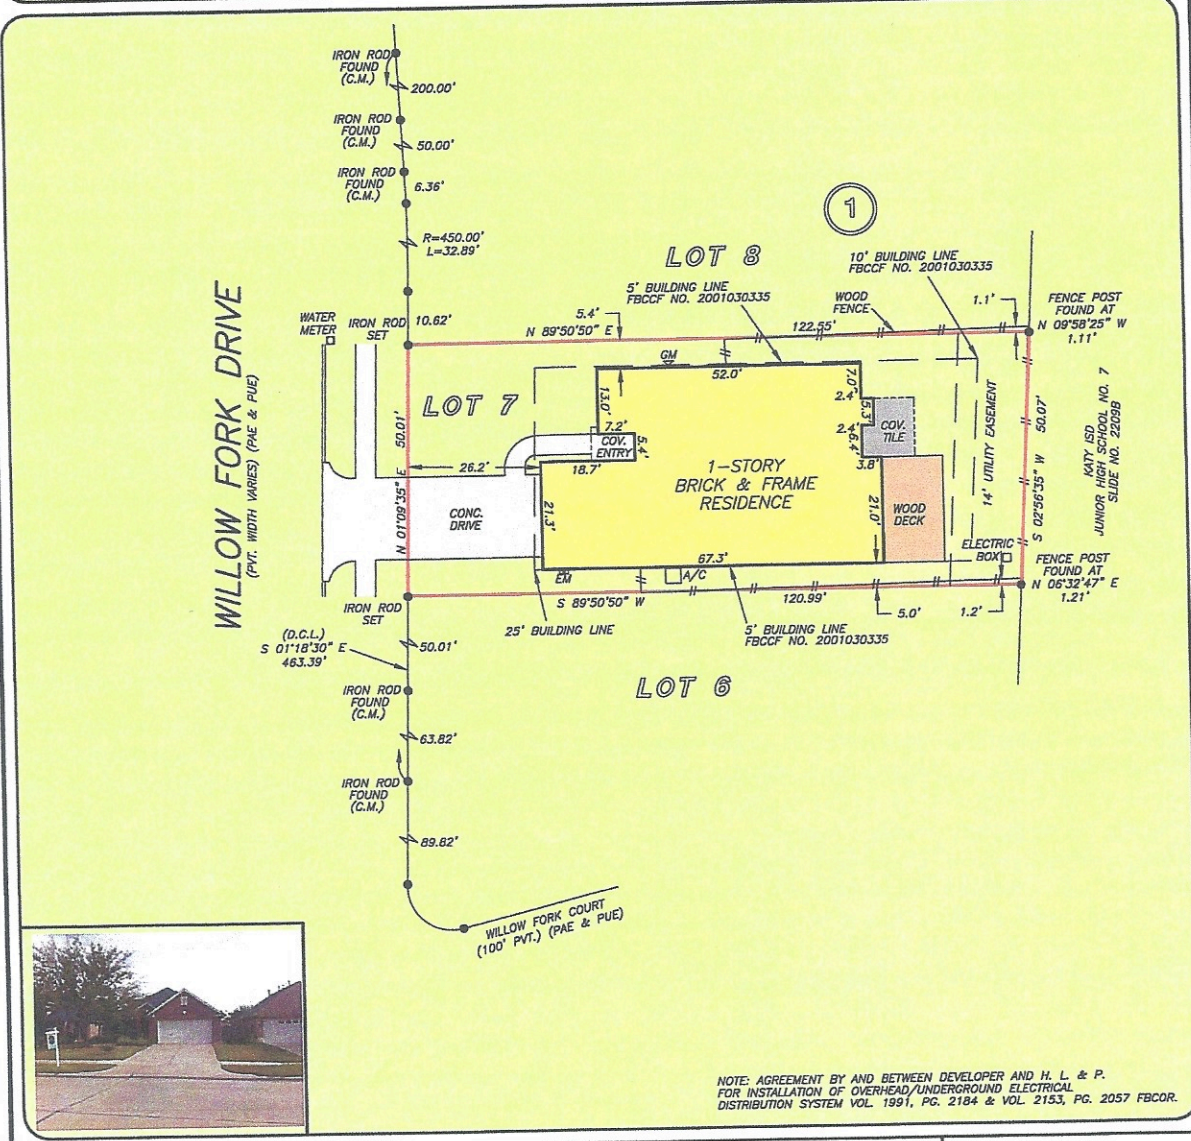 IRON ROD
FOUND
(C.M.)
200.00'
IRON ROD
FOUND
(C.M.)
50.00'
IRON ROD
FOUND
(C.M.)
6.36'
R=450.00'
L=32.89'
1
LOT 8
10' BUILDING LINE
FBCCF NO. 2001030335
5' BUILDING LINE
FBCCF NO. 2001030335
WOOD
FENCE
1.1'
FENCE POST
FOUND AT
N 09°58'25" W
1.11'
WATER
METER
IRON ROD
SET
10.62'
5.4'
N 89°50'50" E
122.55'
WILLOW FORK DRIVE
(PVT. WIDTH VARIES) (PAE & PUE)
GM
52.0'
7.0'
2.4'
5.3'
2.4'
6.4'
3.8'
COV.
TILE
LOT 7
13.0'
7.2'
COV.
ENTRY
5.4'
18.7'
26.2'
50.01'
N 01°09'35" E
1-STORY
BRICK & FRAME
RESIDENCE
CONC.
DRIVE
21.3'
21.0'
WOOD
DECK
14' UTILITY EASEMENT
50.07'
S 02°56'35" W
KATY ISD
JUNIOR HIGH SCHOOL NO. 7
SLIDE NO. 2209B
ELECTRIC
BOX
67.3'
EM
A/C
FENCE POST
FOUND AT
N 06°32'47" E
1.21'
IRON ROD
SET
S 89°50'50" W
120.99'
5.0'
1.2'
25' BUILDING LINE
5' BUILDING LINE
FBCCF NO. 2001030335
(D.C.L.)
S 01°18'30" E
463.39'
50.01'
LOT 6
IRON ROD
FOUND
(C.M.)
63.82'
IRON ROD
FOUND
(C.M.)
89.82'
WILLOW FORK COURT
(100' PVT.) (PAE & PUE)
NOTE: AGREEMENT BY AND BETWEEN DEVELOPER AND H. L. & P.
FOR INSTALLATION OF OVERHEAD/UNDERGROUND ELECTRICAL
DISTRIBUTION SYSTEM VOL. 1991, PG. 2184 & VOL. 2153, PG. 2057 FBCOR.